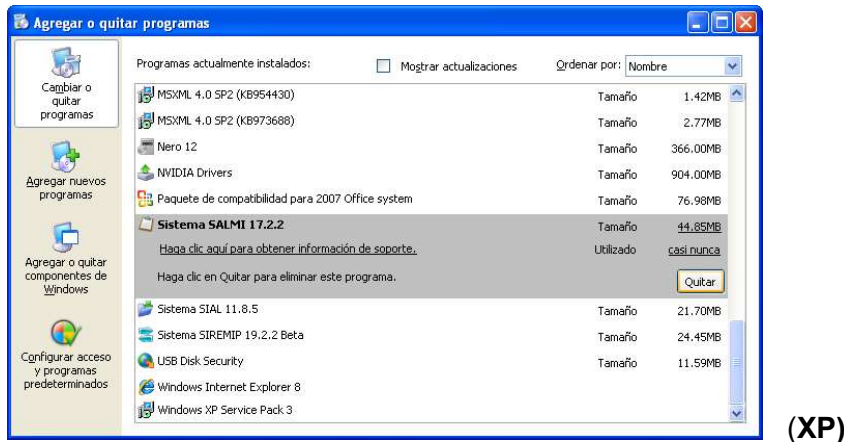 Agregar o quitar programas
Cambiar o
quitar
programas
Agregar nuevos
programas
Agregar o quitar
componentes de
Windows
Configurar acceso
y programas
predeterminados
Programas actualmente instalados:
Mostrar actualizaciones
Ordenar por: Nombre
MSXML 4.0 SP2 (KB954430) Tamaño 1.42MB
MSXML 4.0 SP2 (KB973688) Tamaño 2.77MB
Nero 12 Tamaño 366.00MB
NVIDIA Drivers Tamaño 904.00MB
Paquete de compatibilidad para 2007 Office system Tamaño 76.98MB
Sistema SALMI 17.2.2 Tamaño 44.85MB
Haga clic aquí para obtener información de soporte. Utilizado casi nunca
Haga clic en Quitar para eliminar este programa. Quitar
Sistema SIAL 11.8.5 Tamaño 21.70MB
Sistema SIREMIP 19.2.2 Beta Tamaño 24.45MB
USB Disk Security Tamaño 11.59MB
Windows Internet Explorer 8
Windows XP Service Pack 3
(XP)